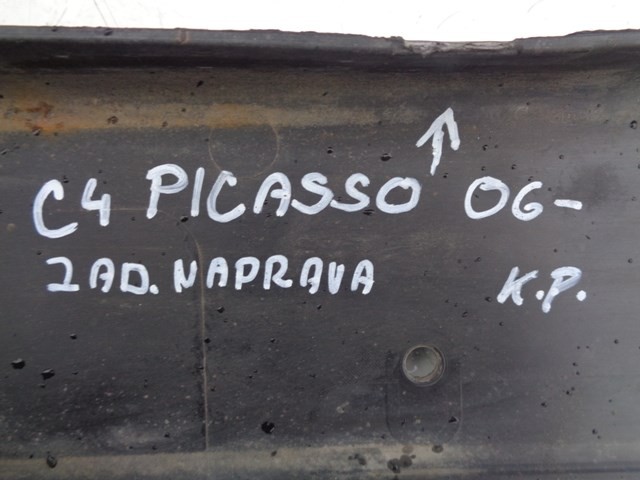 C4 PICASSO ↑ 06-
ZAD. NAPRAVA K.P.